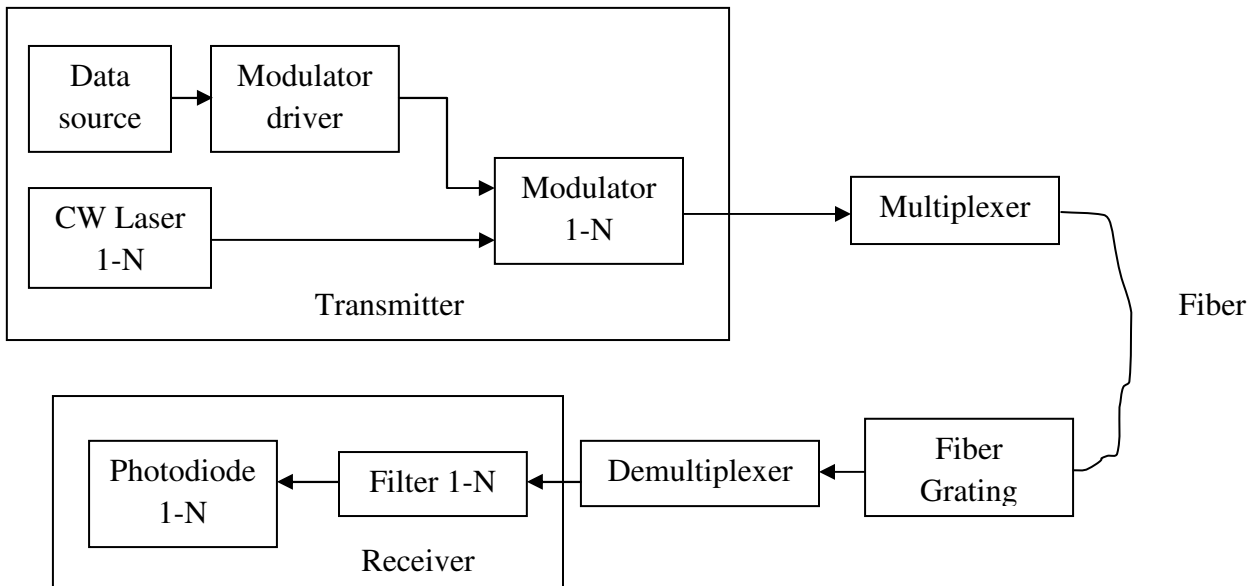 Data
source
Modulator
driver
CW Laser
1-N
Modulator
1-N
Transmitter
Multiplexer
Fiber
Photodiode
1-N
Filter 1-N
Demultiplexer
Fiber
Grating
Receiver